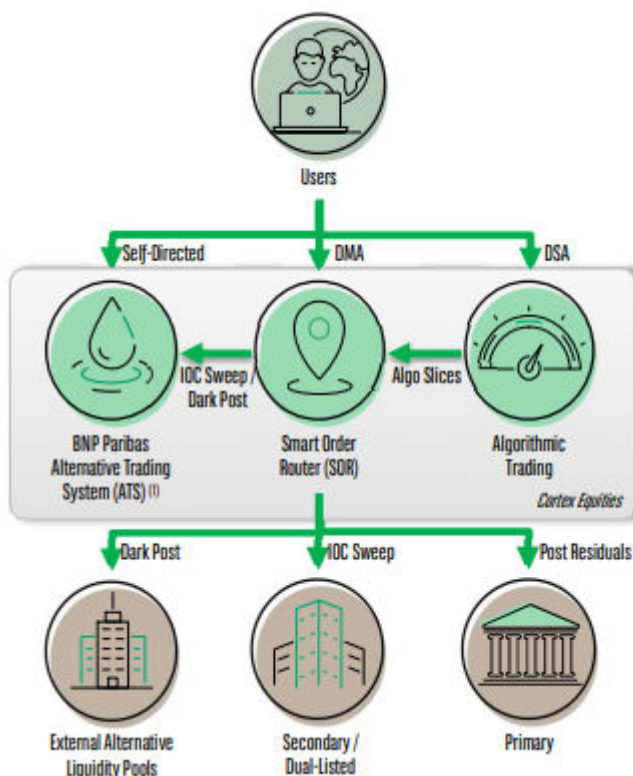 Users
Self-Directed
DMA
DSA
IOC Sweep /
Dark Post
Algo Slices
BNP Paribas
Alternative Trading
System (ATS) (1)
Smart Order
Router (SOR)
Algorithmic
Trading
Cortex Equities
Dark Post
IOC Sweep
Post Residuals
External Alternative
Liquidity Pools
Secondary /
Dual-Listed
Primary